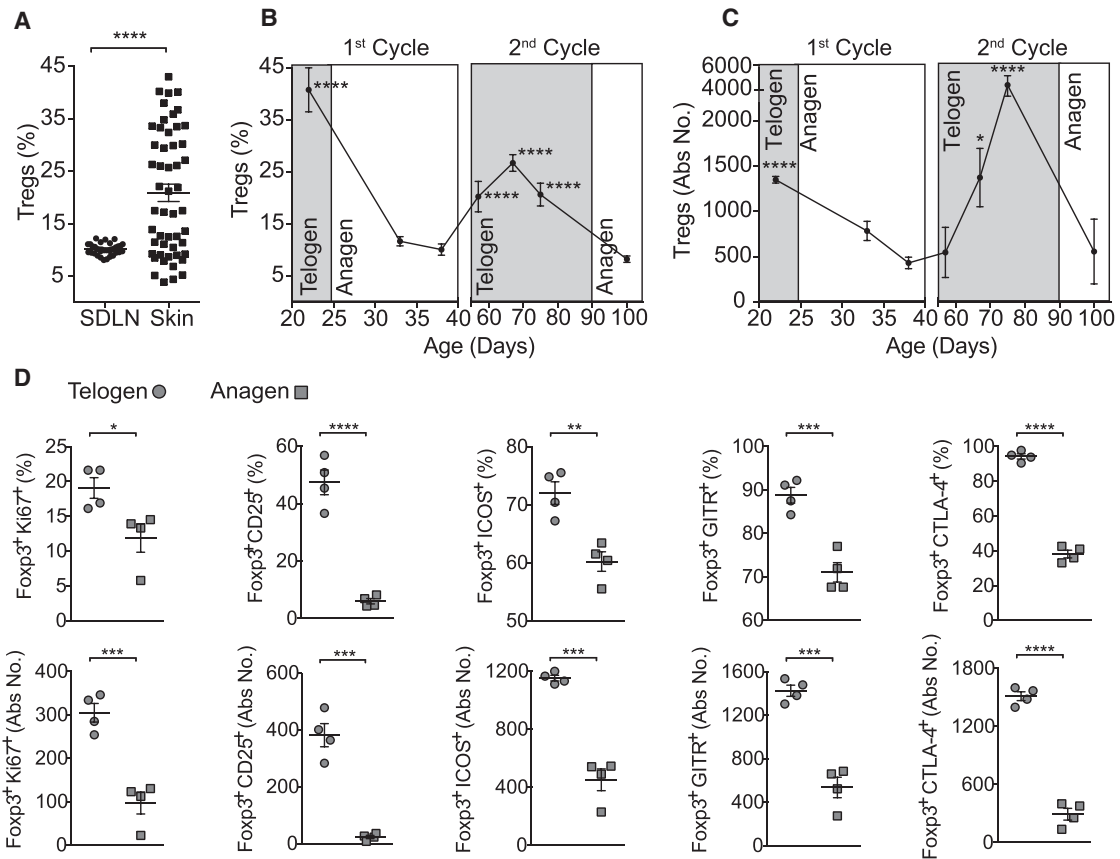 A
B
C
****
1st Cycle
2nd Cycle
1st Cycle
2nd Cycle
Tregs (%)
45
35
25
15
5
SDLN
Skin
Tregs (%)
45
35
25
15
5
****
****
****
****
Telogen
Anagen
Telogen
Anagen
20 25 30 35 40 60 70 80 90 100
Age (Days)
Tregs (Abs No.)
6000
4000
2000
1500
1000
500
0
****
*
****
Telogen
Anagen
Telogen
Anagen
20 25 30 35 40 60 70 80 90 100
Age (Days)
D
Telogen
Anagen
Foxp3+ Ki67+ (%)
25
20
15
10
5
0
*
Foxp3+ CD25+ (%)
60
40
20
0
****
Foxp3+ ICOS+ (%)
80
70
60
50
**
Foxp3+ GITR+ (%)
100
90
80
70
60
***
Foxp3+ CTLA-4+ (%)
100
80
60
40
20
0
****
Foxp3+ Ki67+ (Abs No.)
400
300
200
100
0
***
Foxp3+ CD25+ (Abs No.)
600
400
200
0
***
Foxp3+ ICOS+ (Abs No.)
1200
800
400
0
***
Foxp3+ GITR+ (Abs No.)
1600
1200
800
400
0
***
Foxp3+ CTLA-4+ (Abs No.)
1800
1200
600
0
****